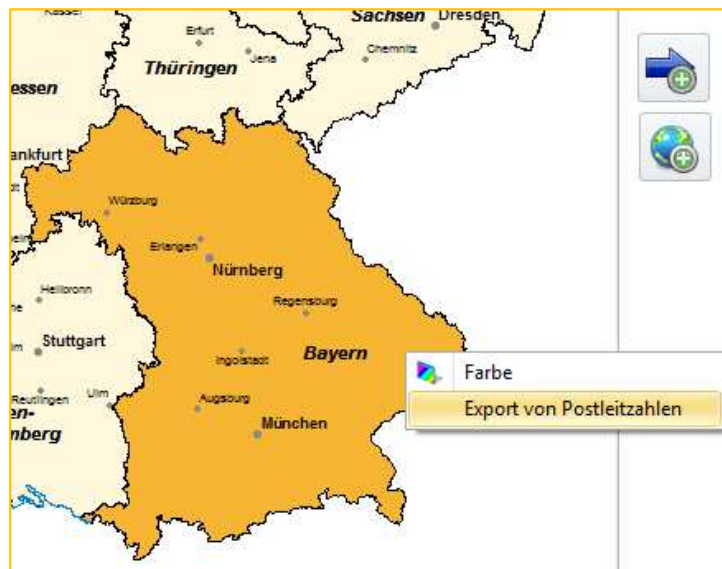 Kassel
Sachsen
Dresden
Erfurt
Jena
Chemnitz
Thüringen
essen
ankfurt
Würzburg
Erlangen
Nürnberg
Heilbronn
Regensburg
Stuttgart
Ingolstadt
Bayern
Farbe
Reutlingen
Ulm
Augsburg
Export von Postleitzahlen
en-
München
mberg